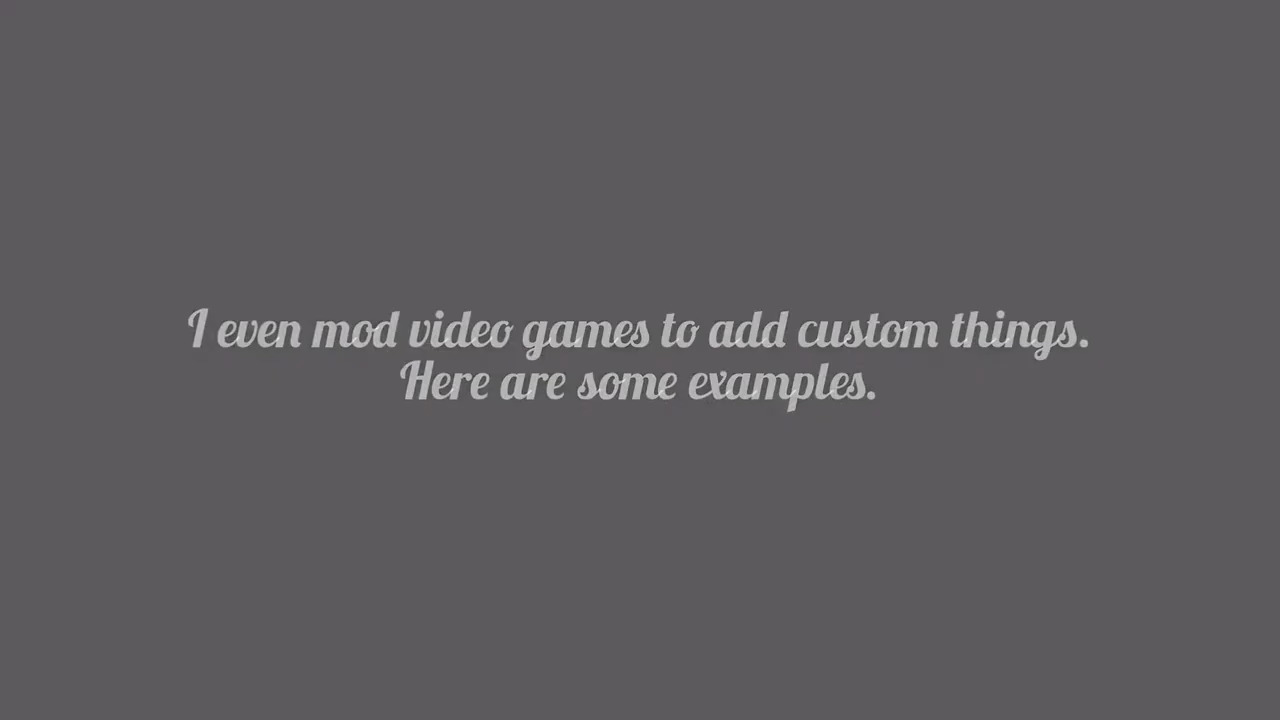 I even mod video games to add custom things.
Here are some examples.